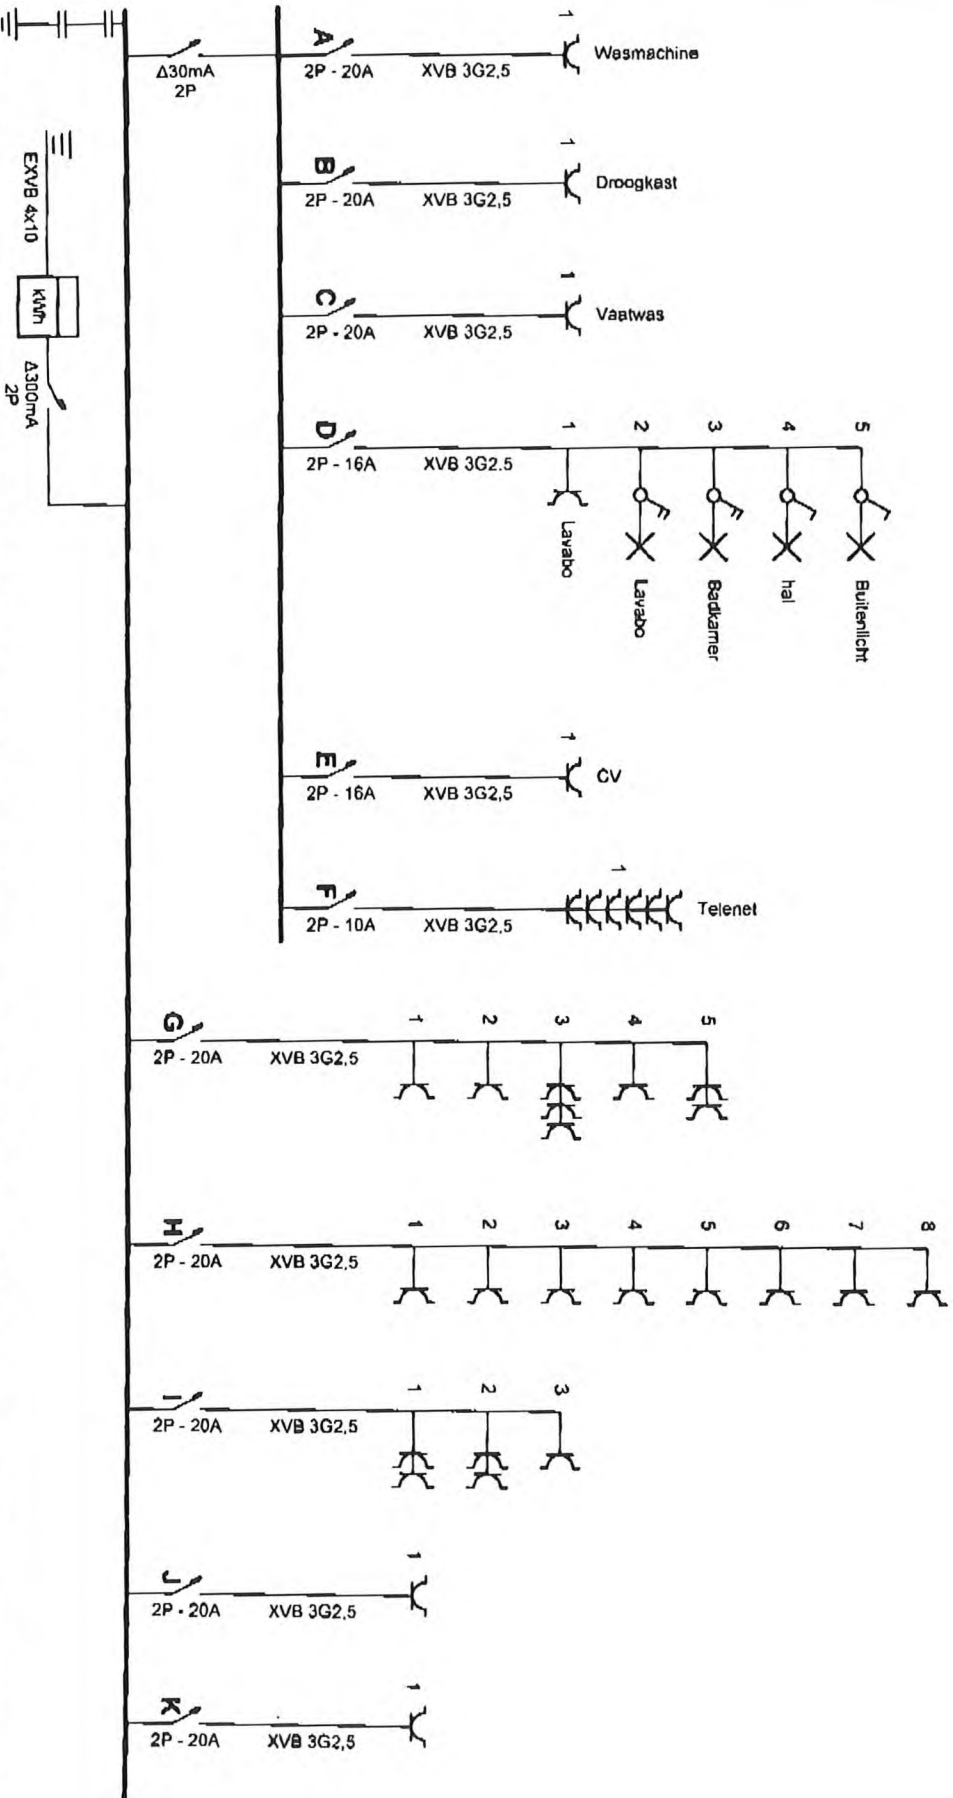 Δ30mA
2P
EXVB 4x10
kWh
Δ300mA
2P
A
2P - 20A
XVB 3G2,5
1
Wasmachine
B
2P - 20A
XVB 3G2,5
1
Droogkast
C
2P - 20A
XVB 3G2,5
1
Vaatwas
D
2P - 16A
XVB 3G2.5
1
Lavabo
2
Lavabo
3
Badkamer
4
hal
5
Buitenlicht
E
2P - 16A
XVB 3G2,5
1
CV
F
2P - 10A
XVB 3G2,5
1
Telenet
G
2P - 20A
XVB 3G2,5
1
2
3
4
5
H
2P - 20A
XVB 3G2,5
1
2
3
4
5
6
7
8
I
2P - 20A
XVB 3G2,5
1
2
3
J
2P - 20A
XVB 3G2,5
1
K
2P - 20A
XVB 3G2,5
1